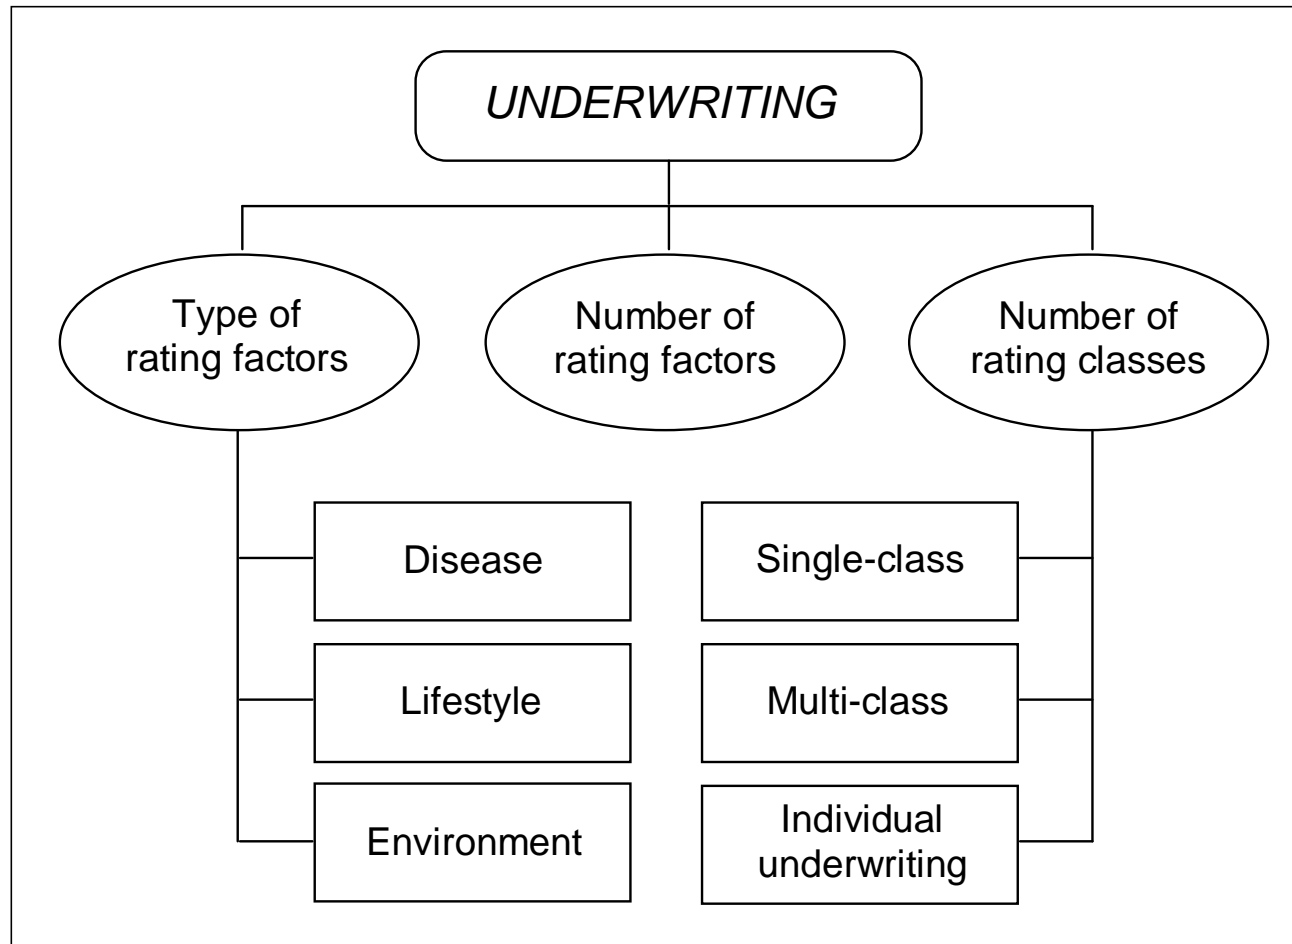 UNDERWRITING
Type of
rating factors
Number of
rating factors
Number of
rating classes
Disease
Single-class
Lifestyle
Multi-class
Environment
Individual
underwriting